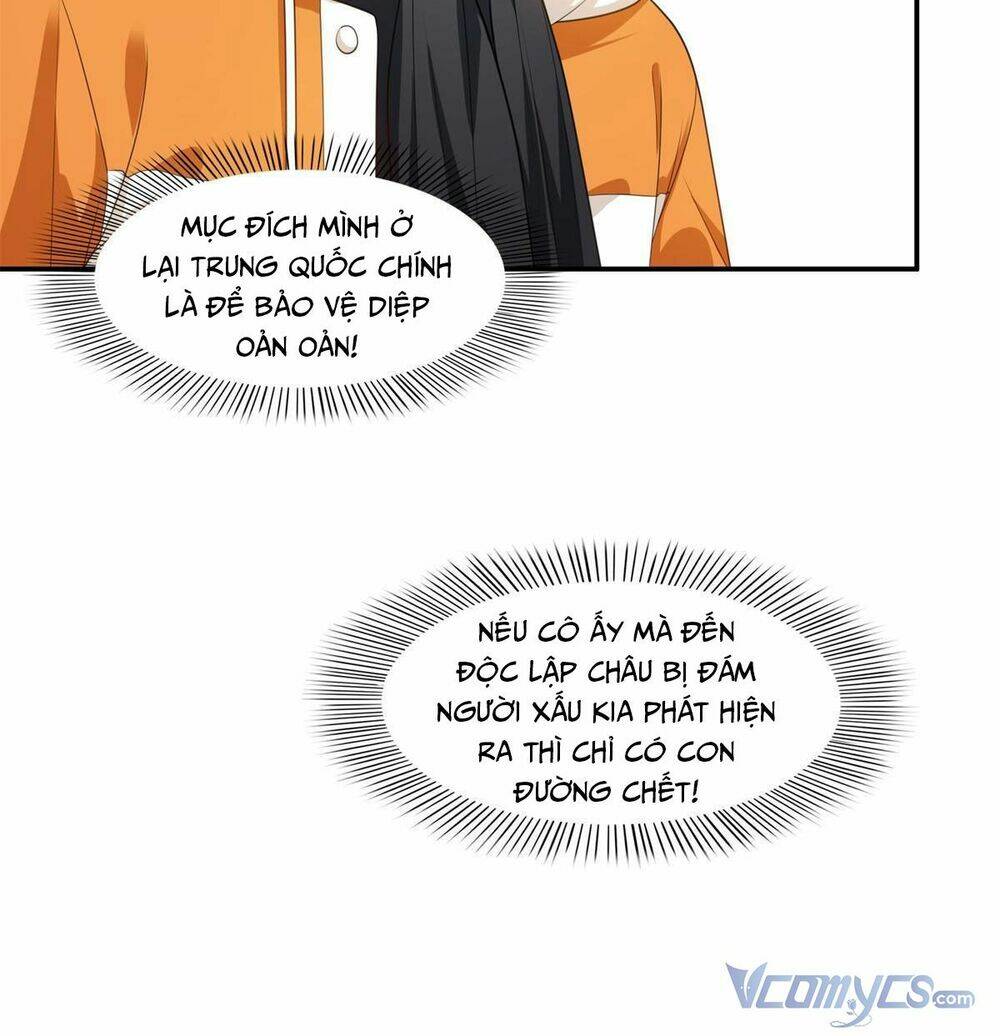 MỤC ĐÍCH MÌNH Ở
LẠI TRUNG QUỐC CHÍNH
LÀ ĐỂ BẢO VỆ DIỆP
OẢN OẢN!
NẾU CÔ ẤY MÀ ĐẾN
ĐỘC LẬP CHÂU BỊ ĐÁM
NGƯỜI XẤU KIA PHÁT HIỆN
RA THÌ CHỈ CÓ CON
ĐƯỜNG CHẾT!
VCOMYCS.com